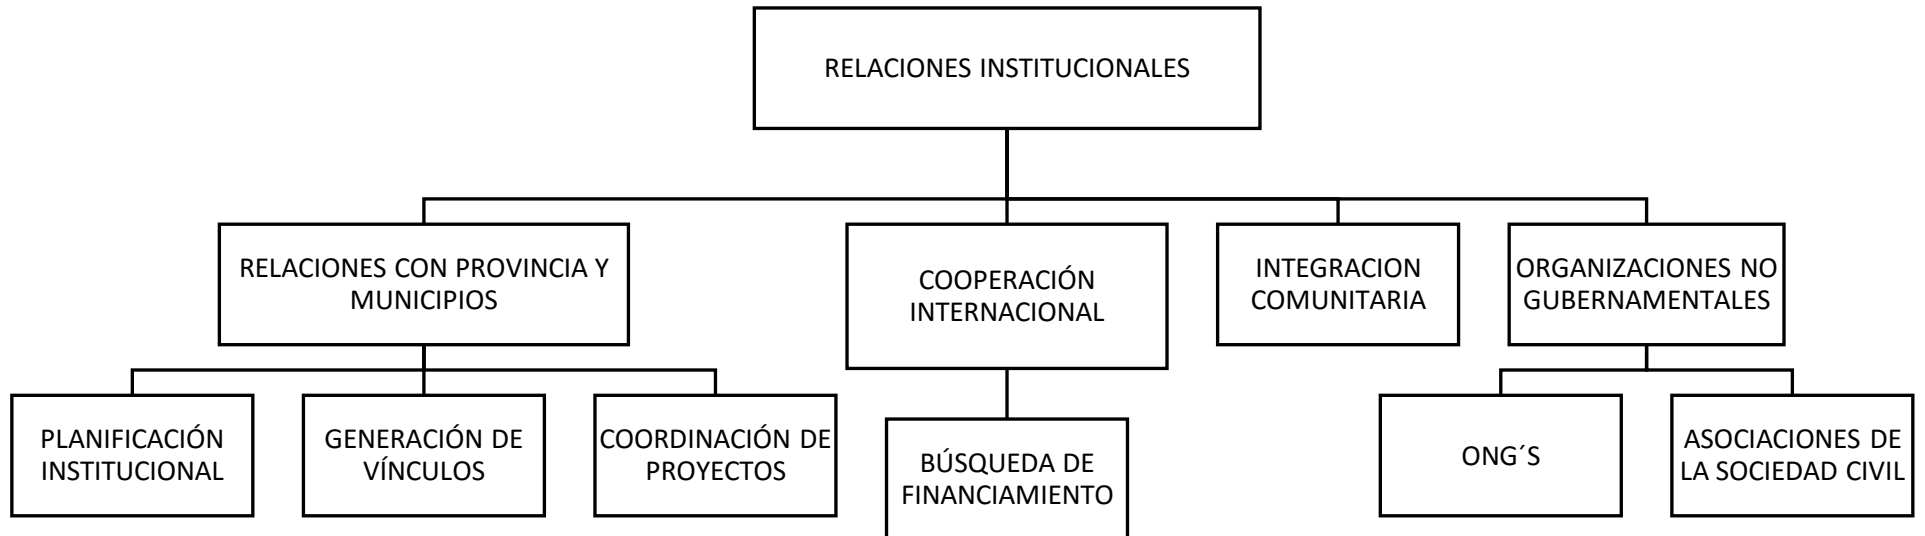 RELACIONES INSTITUCIONALES
RELACIONES CON PROVINCIA Y
MUNICIPIOS
COOPERACIÓN
INTERNACIONAL
INTEGRACION
COMUNITARIA
ORGANIZACIONES NO
GUBERNAMENTALES
PLANIFICACIÓN
INSTITUCIONAL
GENERACIÓN DE
VÍNCULOS
COORDINACIÓN DE
PROYECTOS
BÚSQUEDA DE
FINANCIAMIENTO
ONG´S
ASOCIACIONES DE
LA SOCIEDAD CIVIL